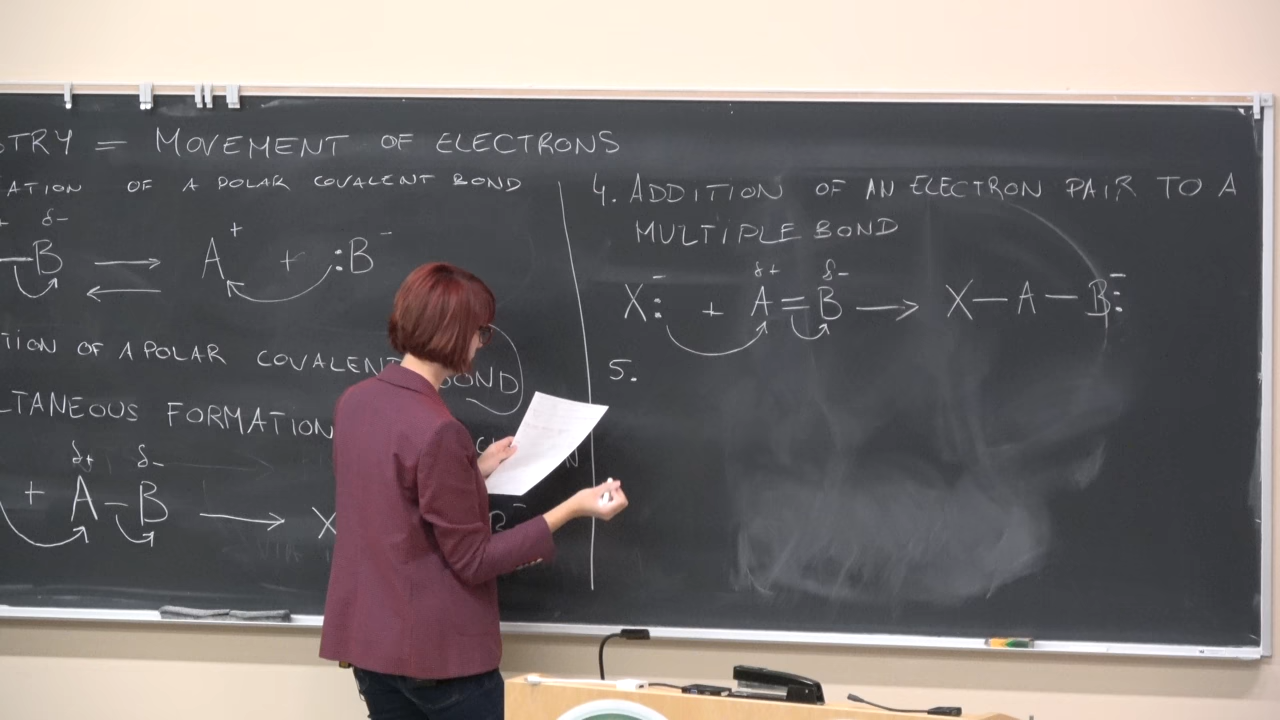 STRY = MOVEMENT OF ELECTRONS
ATION OF A POLAR COVALENT BOND
δ-
—B ⟶ ⟵ A⁺ + :B⁻
TION OF A POLAR COVALENT BOND
LTANEOUS FORMATION
δ+ δ-
+ A – B ⟶ X
4. ADDITION OF AN ELECTRON PAIR TO A
MULTIPLE BOND
δ+ δ-
X:⁻ + A = B ⟶ X — A — B:⁻
5.